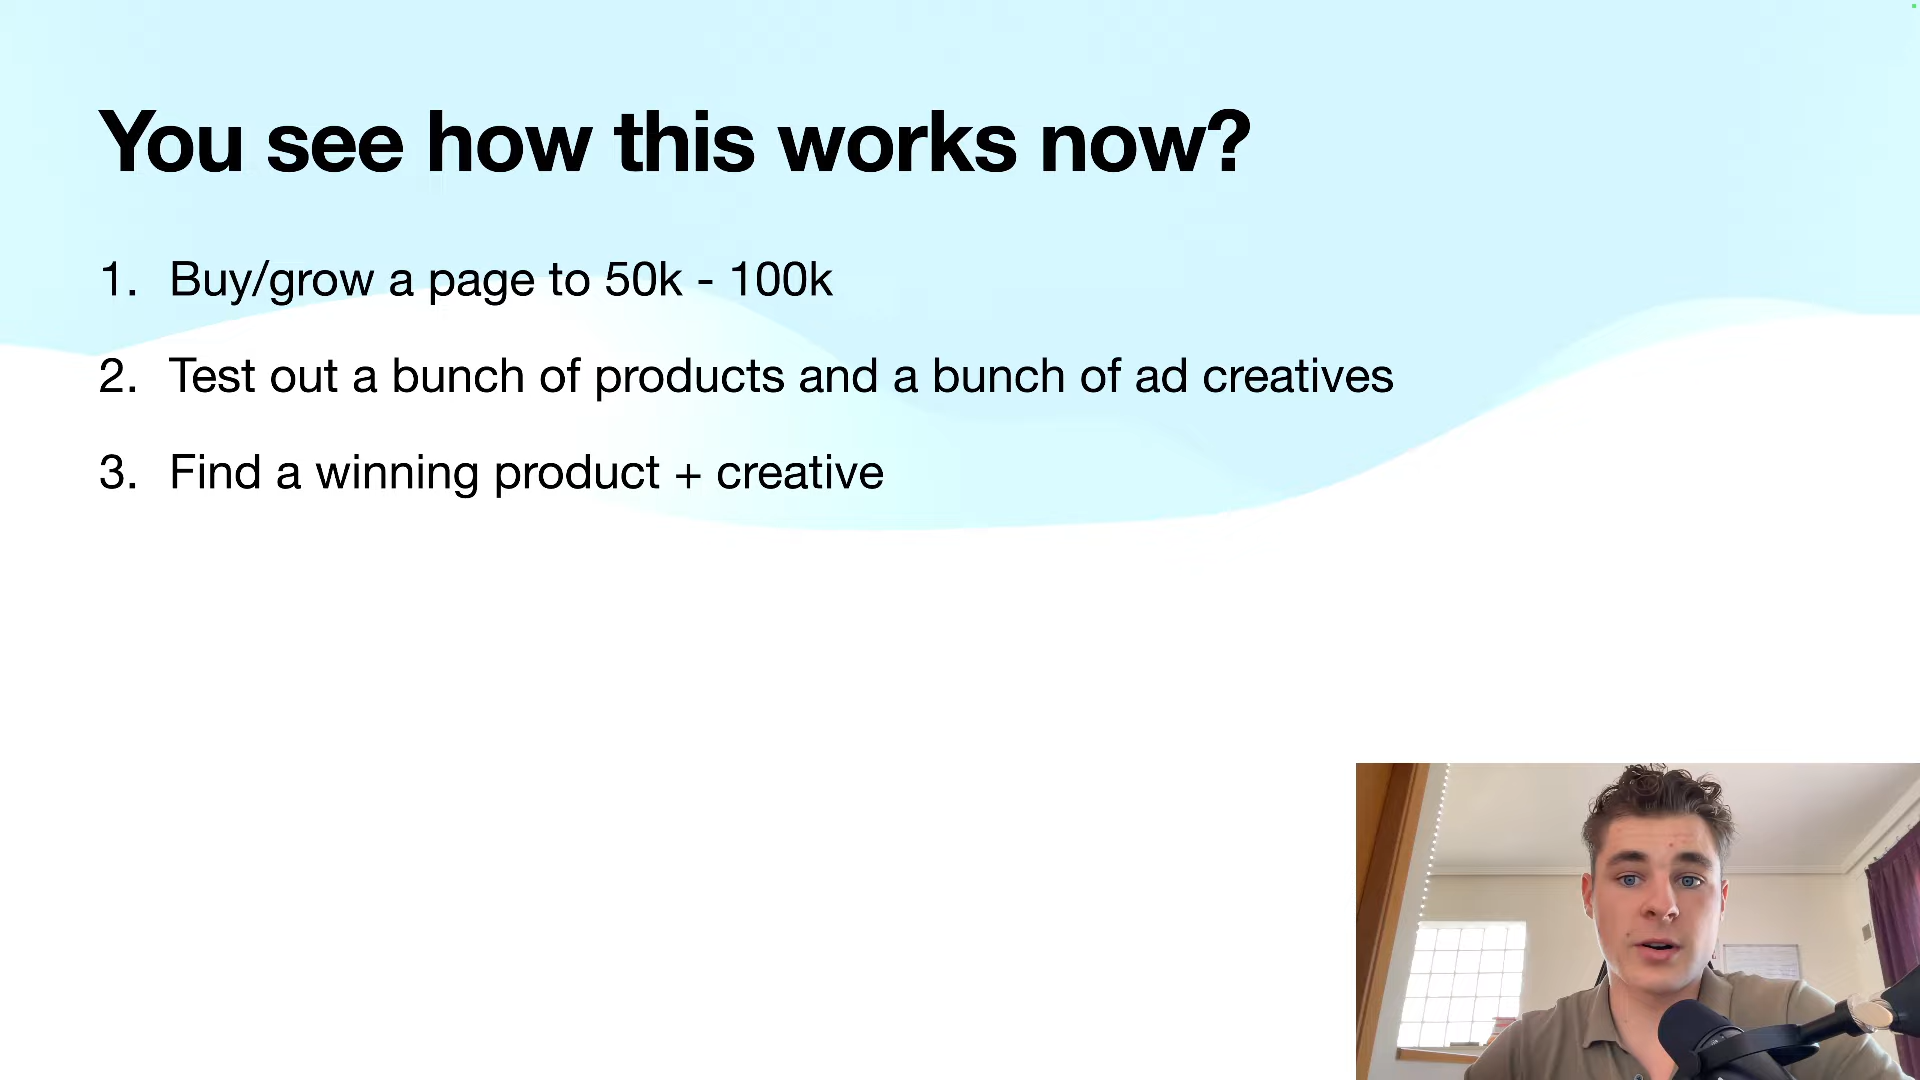 You see how this works now?
1. Buy/grow a page to 50k - 100k
2. Test out a bunch of products and a bunch of ad creatives
3. Find a winning product + creative